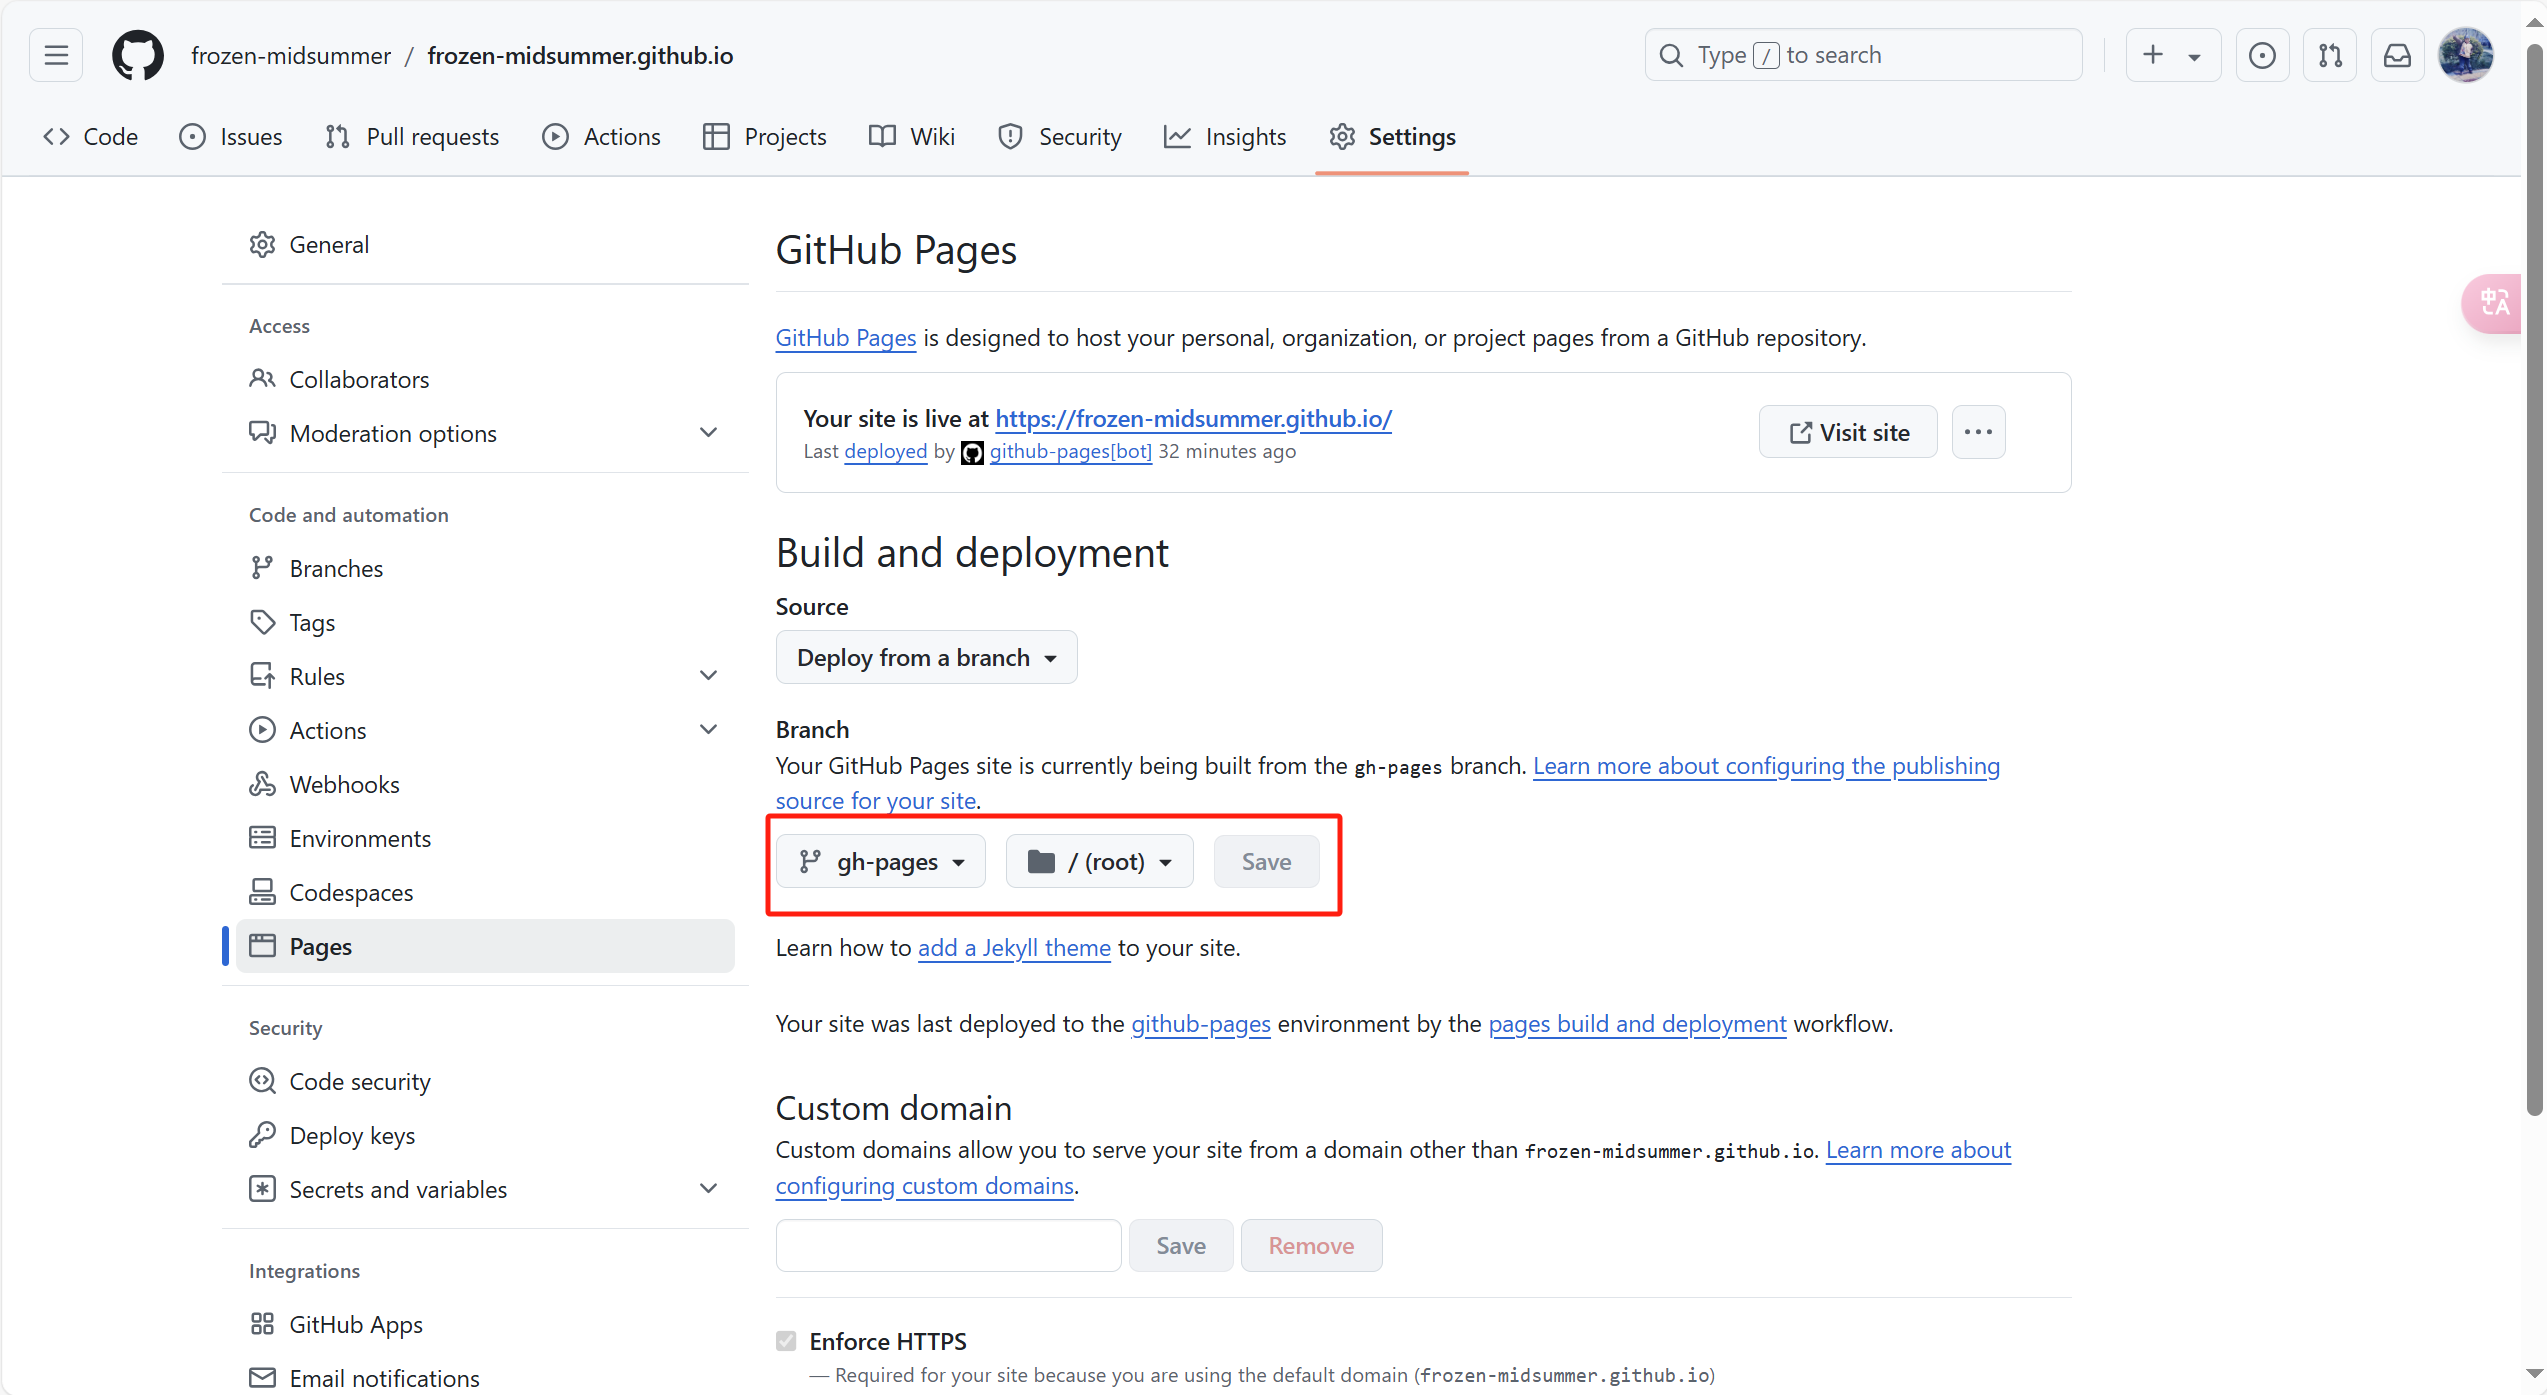 frozen-midsummer / frozen-midsummer.github.io
Type / to search
Code Issues Pull requests Actions Projects Wiki Security Insights Settings
General
Access
Collaborators
Moderation options
Code and automation
Branches
Tags
Rules
Actions
Webhooks
Environments
Codespaces
Pages
Security
Code security
Deploy keys
Secrets and variables
Integrations
GitHub Apps
Email notifications
GitHub Pages
GitHub Pages is designed to host your personal, organization, or project pages from a GitHub repository.
Your site is live at https://frozen-midsummer.github.io/
Last deployed by github-pages[bot] 32 minutes ago
Visit site
Build and deployment
Source
Deploy from a branch
Branch
Your GitHub Pages site is currently being built from the gh-pages branch. Learn more about configuring the publishing
source for your site.
gh-pages / (root) Save
Learn how to add a Jekyll theme to your site.
Your site was last deployed to the github-pages environment by the pages build and deployment workflow.
Custom domain
Custom domains allow you to serve your site from a domain other than frozen-midsummer.github.io. Learn more about
configuring custom domains.
Save Remove
Enforce HTTPS
— Required for your site because you are using the default domain (frozen-midsummer.github.io)
中A